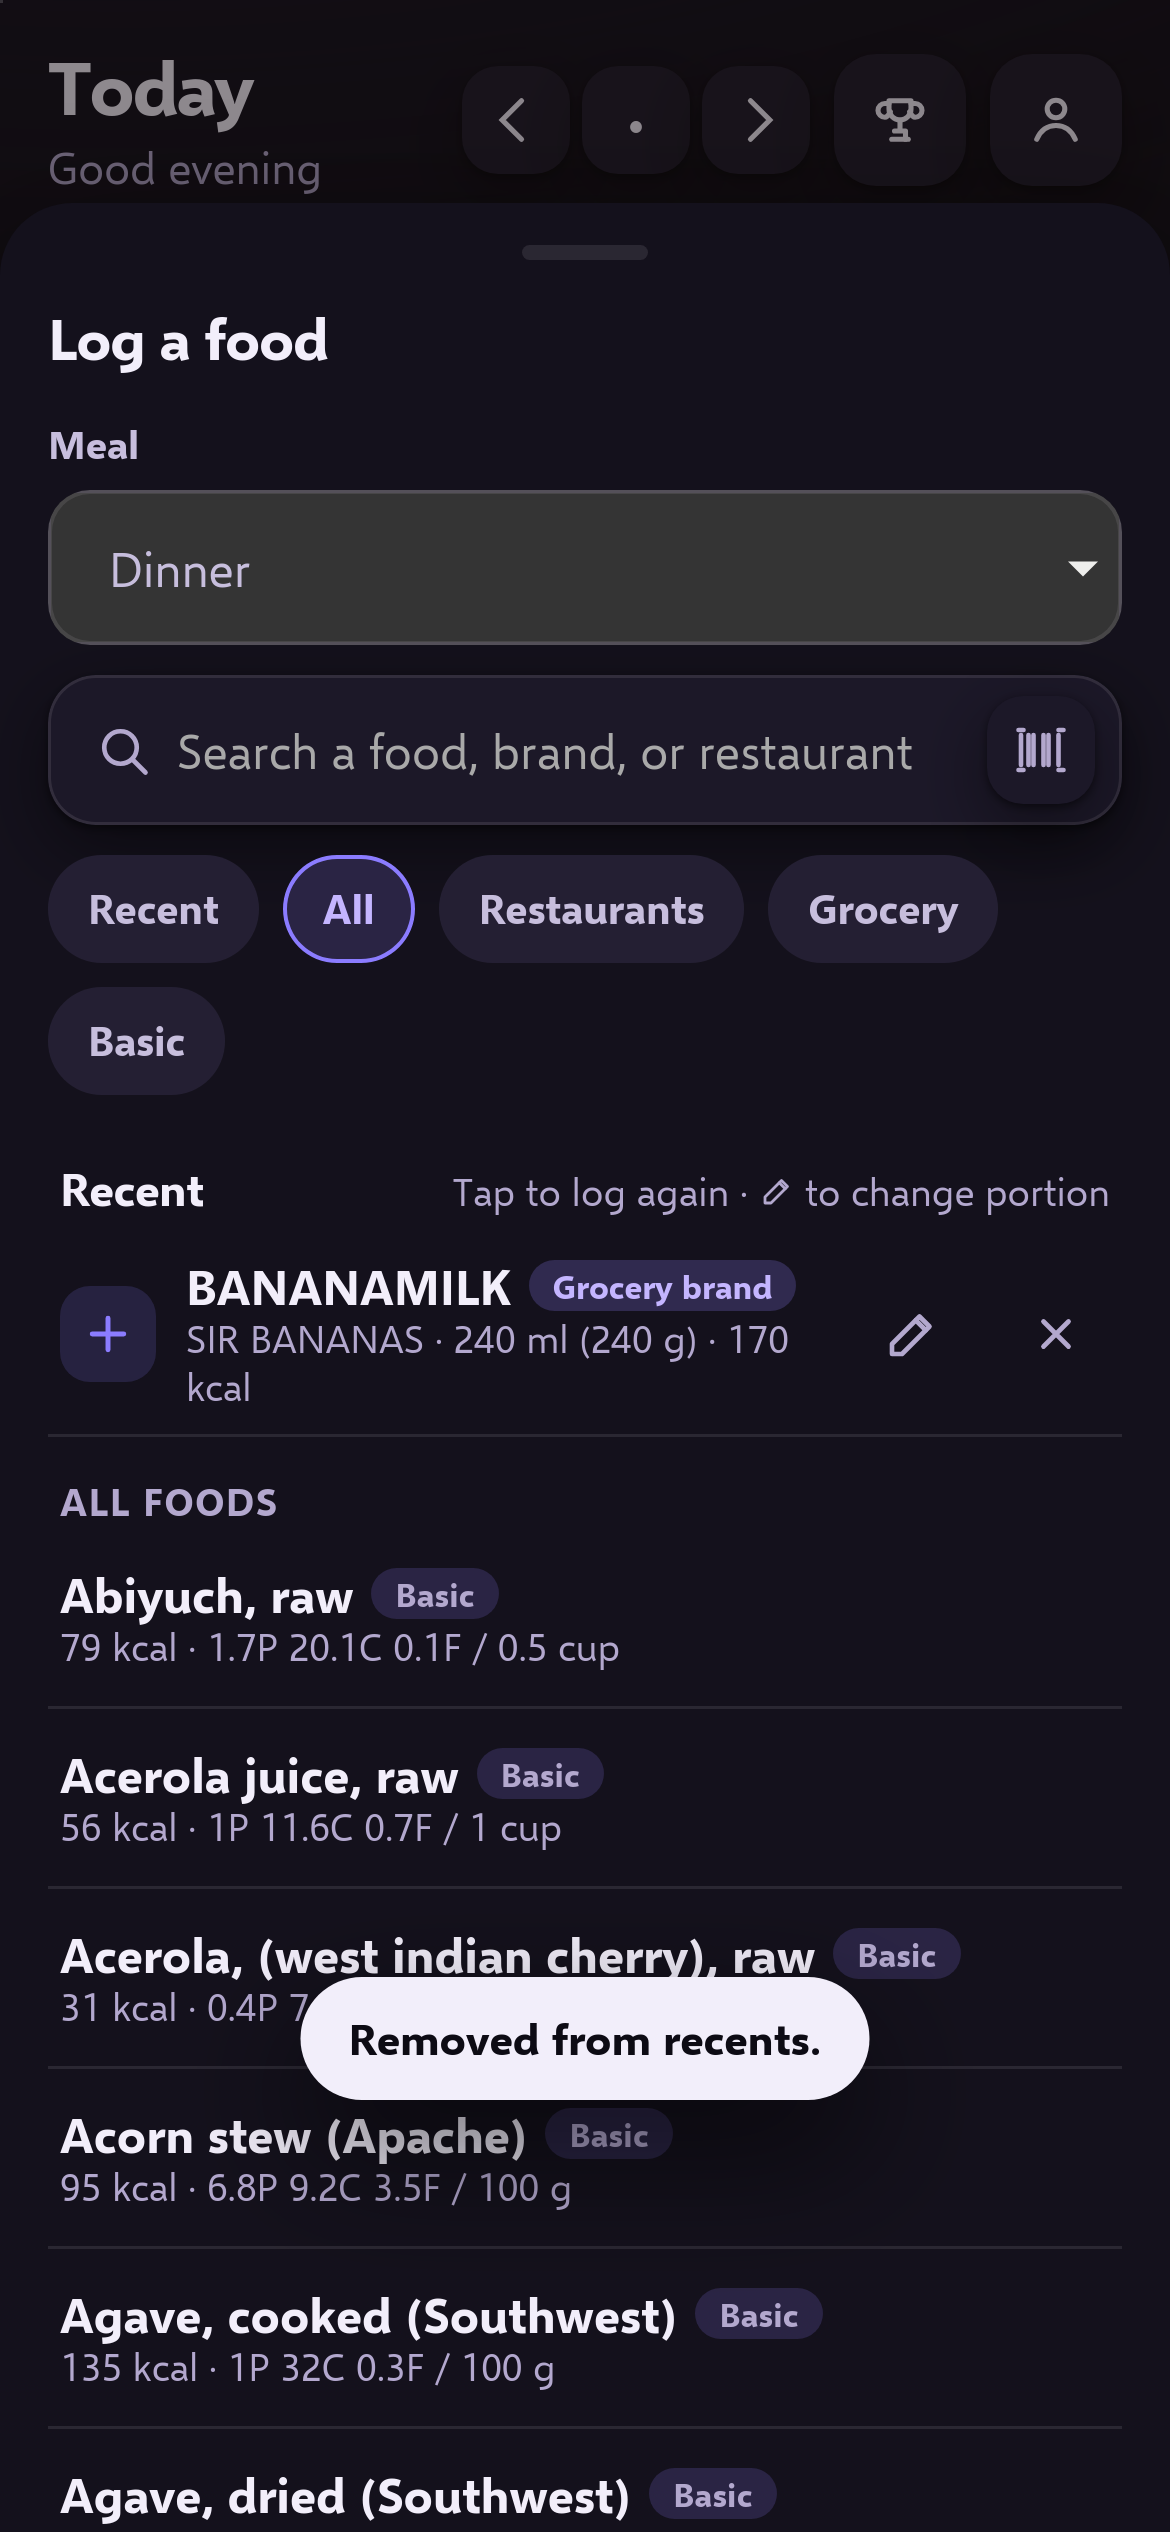 Today
Good evening
Log a food
Meal
Dinner
Search a food, brand, or restaurant
Recent
All
Restaurants
Grocery
Basic
Recent
Tap to log again · to change portion
BANANAMILK Grocery brand
SIR BANANAS · 240 ml (240 g) · 170
kcal
ALL FOODS
Abiyuch, raw Basic
79 kcal · 1.7P 20.1C 0.1F / 0.5 cup
Acerola juice, raw Basic
56 kcal · 1P 11.6C 0.7F / 1 cup
Acerola, (west indian cherry), raw Basic
31 kcal · 0.4P 7
Removed from recents.
Acorn stew (Apache) Basic
95 kcal · 6.8P 9.2C 3.5F / 100 g
Agave, cooked (Southwest) Basic
135 kcal · 1P 32C 0.3F / 100 g
Agave, dried (Southwest) Basic